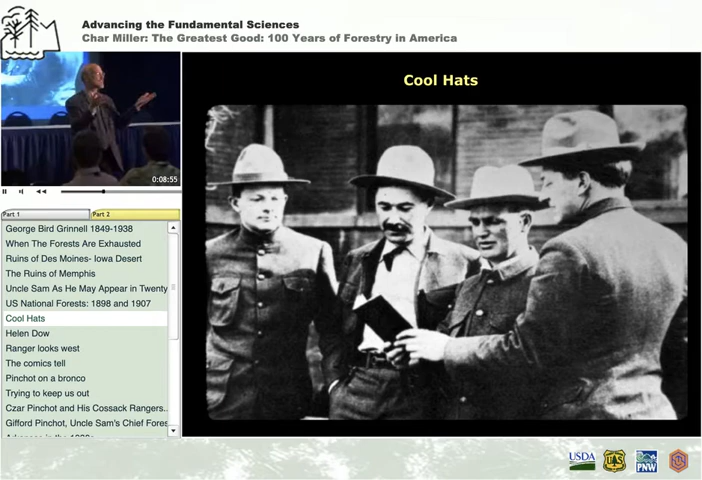 Advancing the Fundamental Sciences
Char Miller: The Greatest Good: 100 Years of Forestry in America
Cool Hats
0:08:55
Part 1
Part 2
George Bird Grinnell 1849-1938
When The Forests Are Exhausted
Ruins of Des Moines- Iowa Desert
The Ruins of Memphis
Uncle Sam As He May Appear in Twenty
US National Forests: 1898 and 1907
Cool Hats
Helen Dow
Ranger looks west
The comics tell
Pinchot on a bronco
Trying to keep us out
Czar Pinchot and His Cossack Rangers..
Gifford Pinchot, Uncle Sam's Chief Fores
USDA
PNW